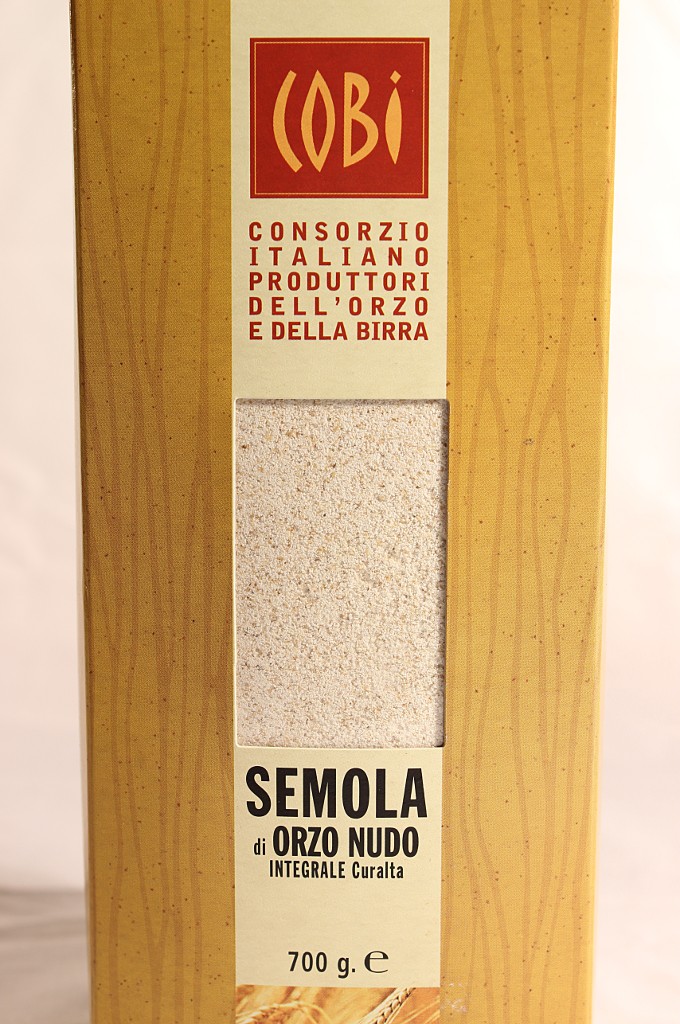 COBi
CONSORZIO
ITALIANO
PRODUTTORI
DELL'ORZO
E DELLA BIRRA
SEMOLA
di ORZO NUDO
INTEGRALE Curalta
700 g. ℮